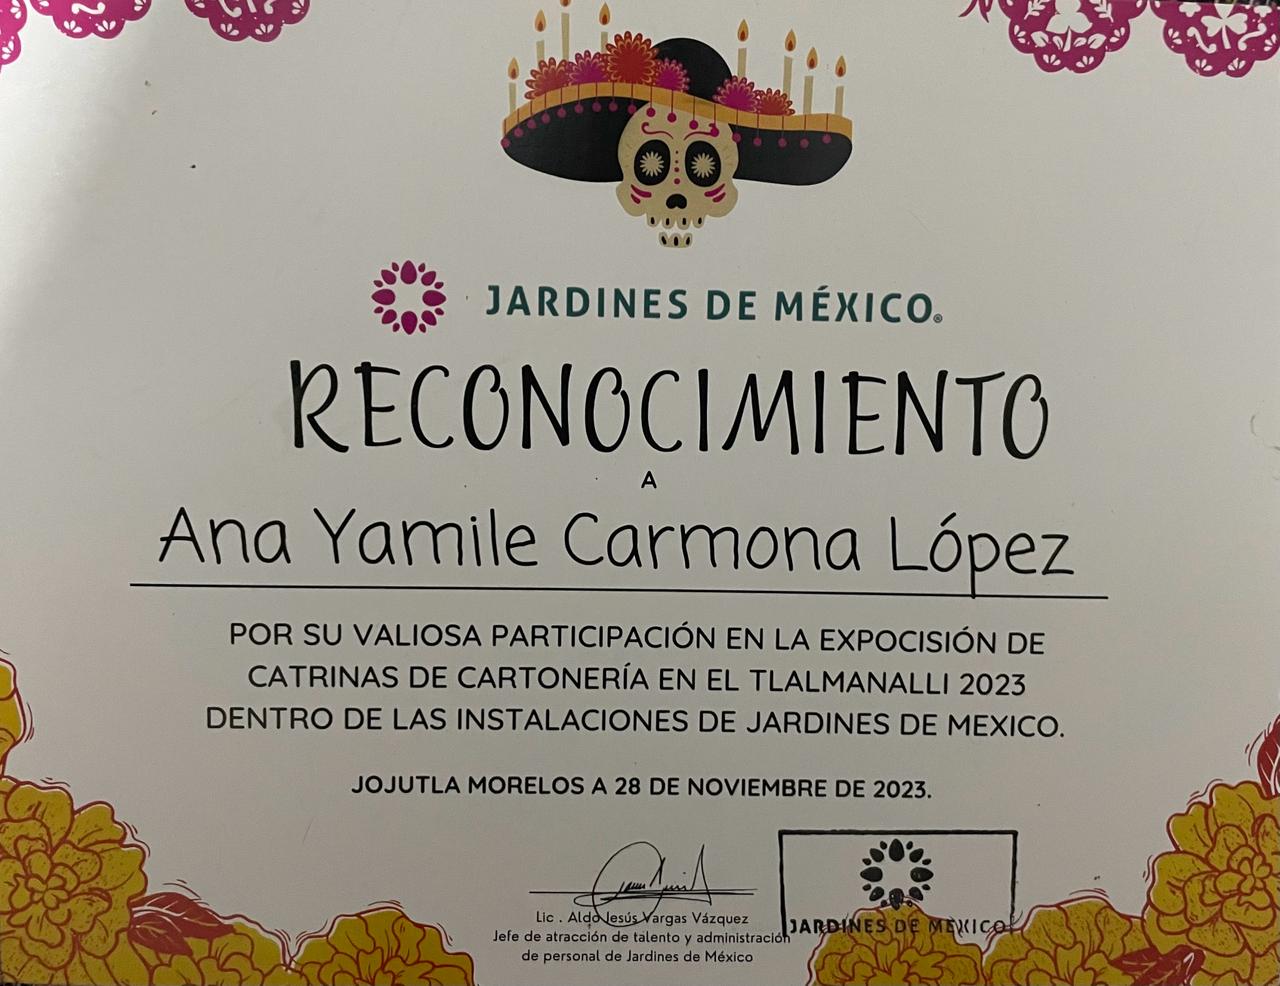 JARDINES DE MÉXICO®
RECONOCIMIENTO
A
Ana Yamile Carmona López
POR SU VALIOSA PARTICIPACIÓN EN LA EXPOCISIÓN DE
CATRINAS DE CARTONERÍA EN EL TLALMANALLI 2023
DENTRO DE LAS INSTALACIONES DE JARDINES DE MEXICO.
JOJUTLA MORELOS A 28 DE NOVIEMBRE DE 2023.
Lic . Aldo Jesús Vargas Vázquez
Jefe de atracción de talento y administración
de personal de Jardines de México
JARDINES DE MÉXICO